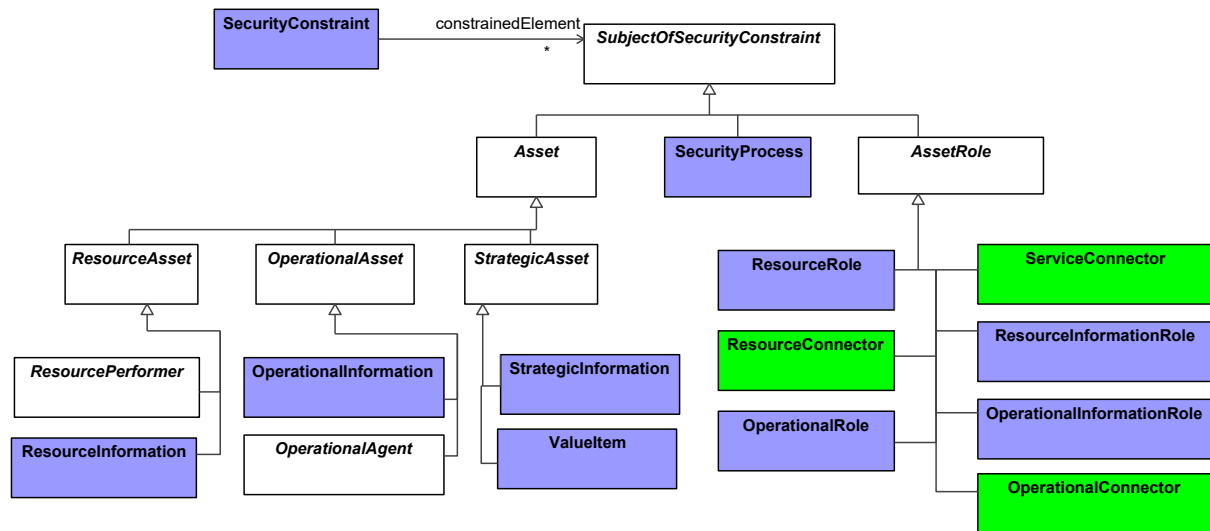 SecurityConstraint
constrainedElement
*
SubjectOfSecurityConstraint
Asset
SecurityProcess
AssetRole
ResourceAsset
OperationalAsset
StrategicAsset
ResourceRole
ServiceConnector
ResourcePerformer
OperationalInformation
StrategicInformation
ResourceConnector
ResourceInformationRole
ResourceInformation
OperationalAgent
ValueItem
OperationalRole
OperationalInformationRole
OperationalConnector